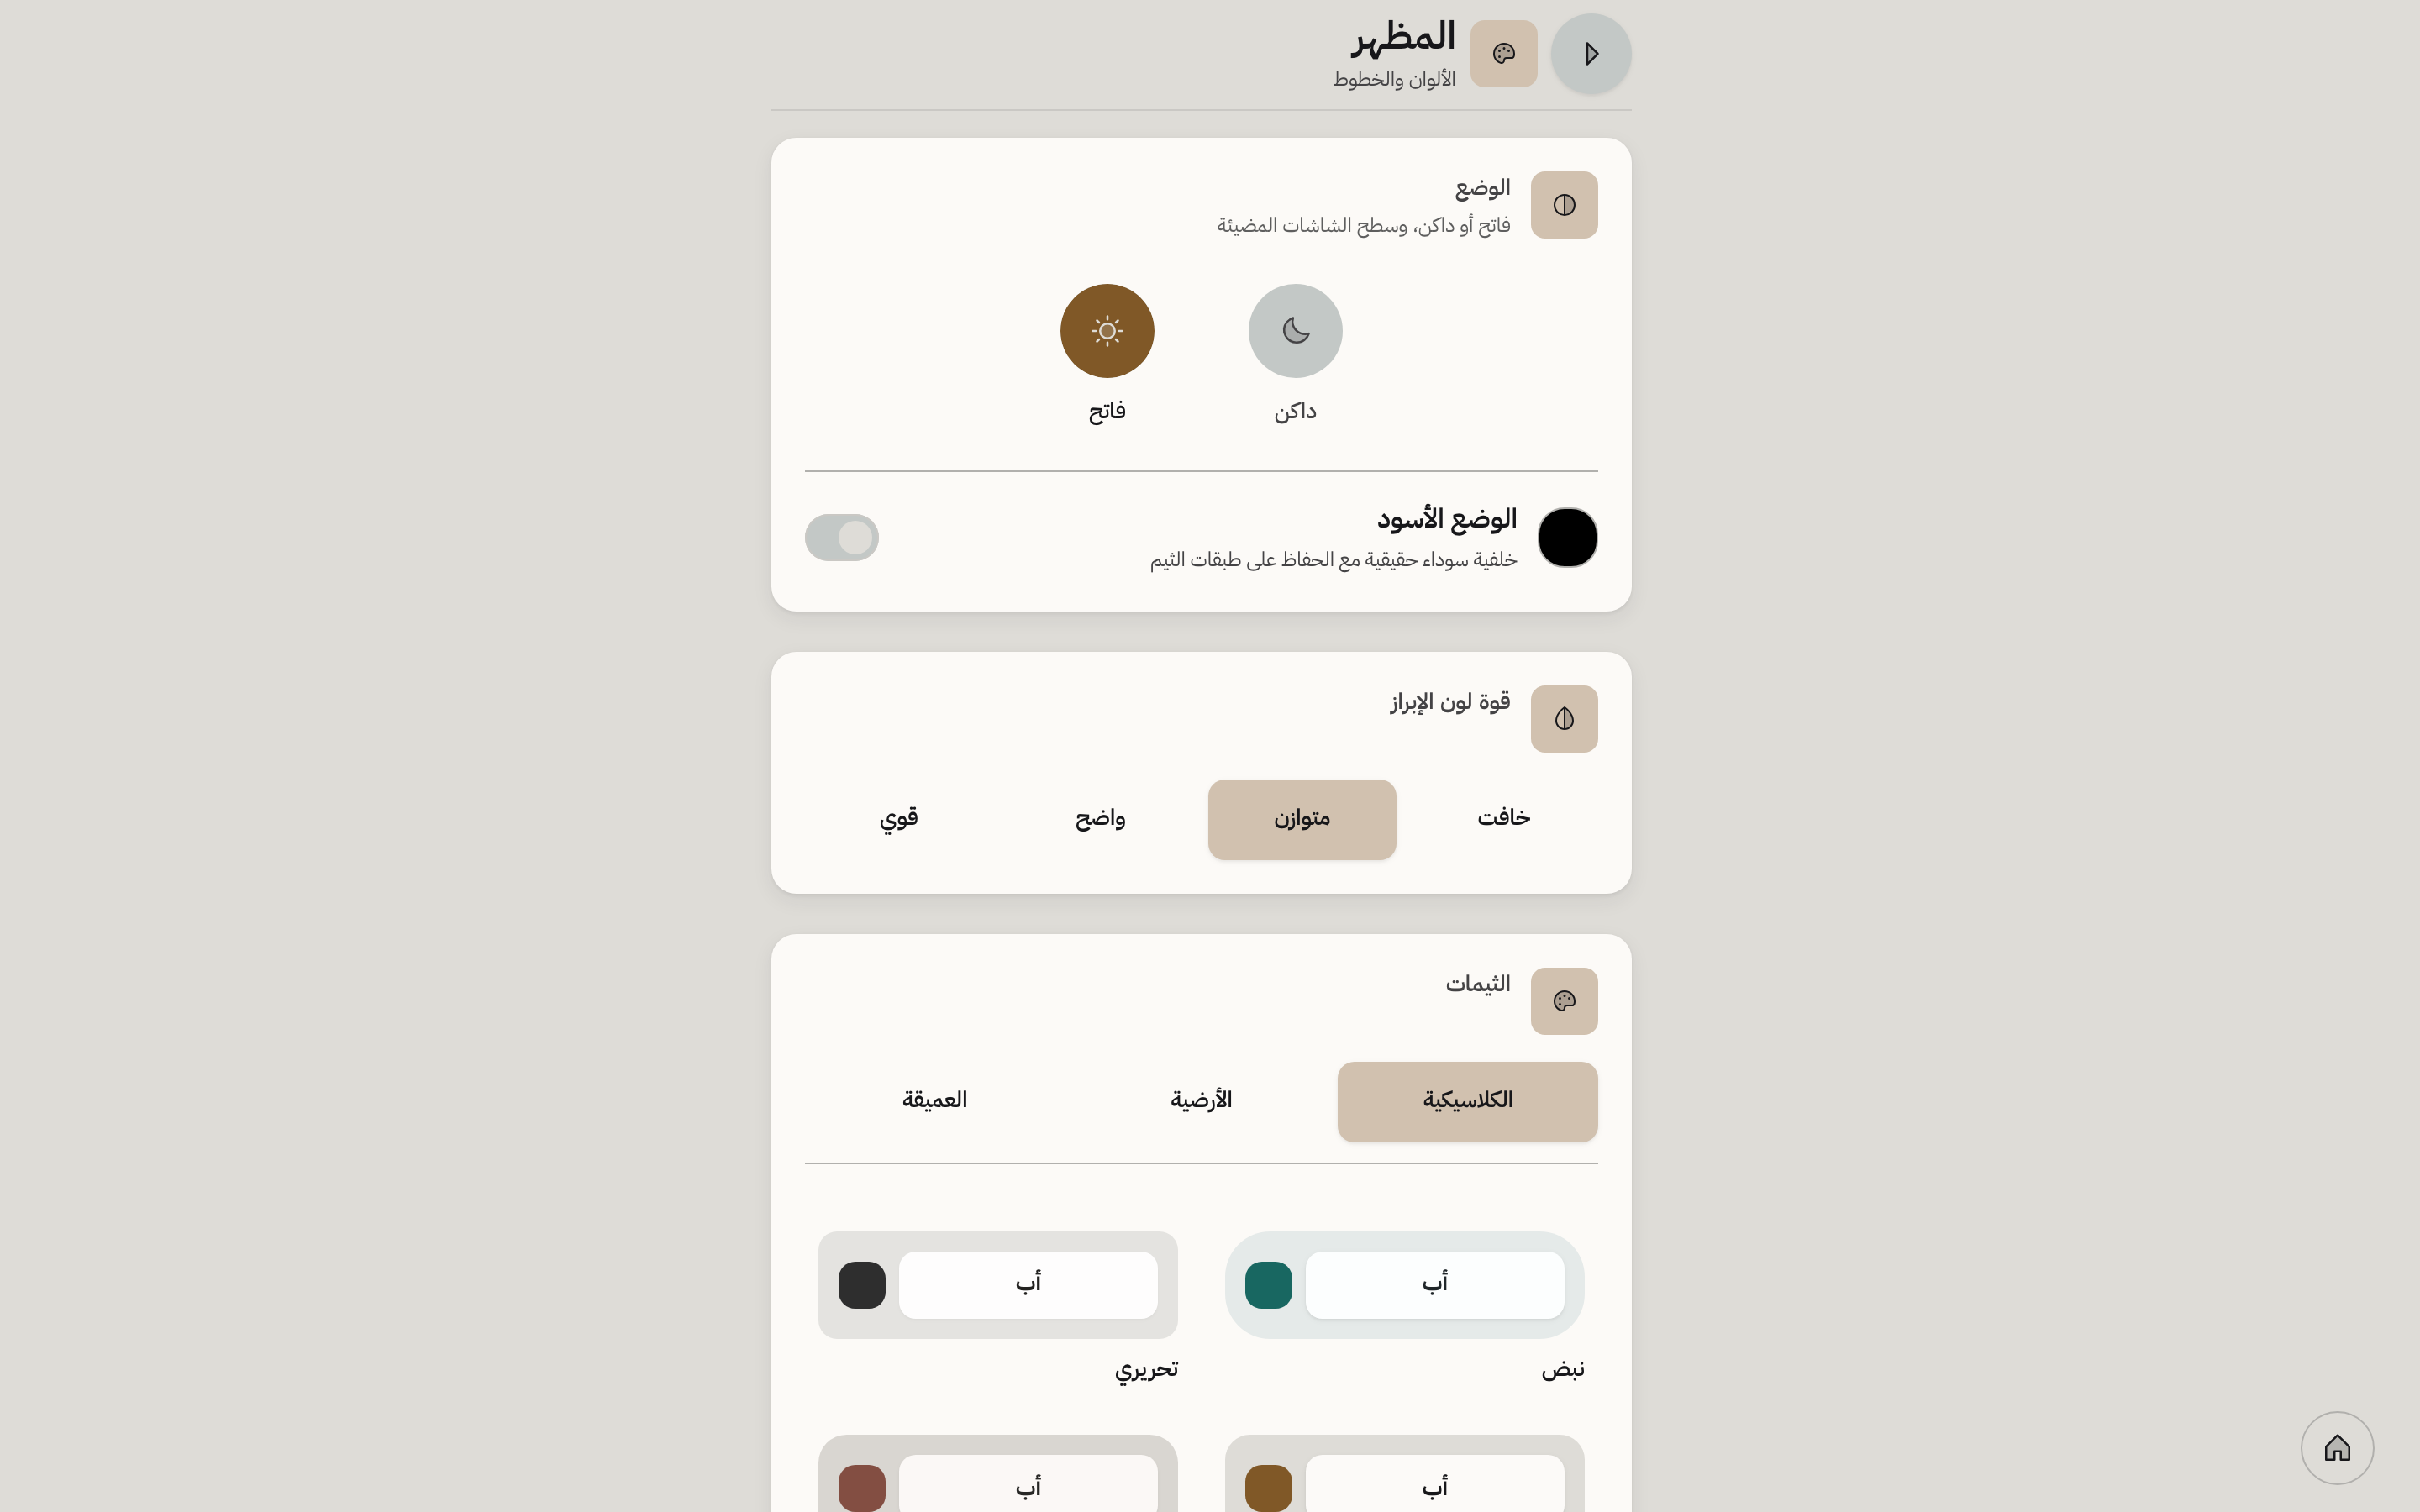 المظهر
الألوان والخطوط
الوضع
فاتح أو داكن، وسطح الشاشات المضيئة
داكن
فاتح
الوضع الأسود
خلفية سوداء حقيقية مع الحفاظ على طبقات الثيم
قوة لون الإبراز
خافت
متوازن
واضح
قوي
الثيمات
الكلاسيكية
الأرضية
العميقة
أب
أب
نبض
تحريري
أب
أب